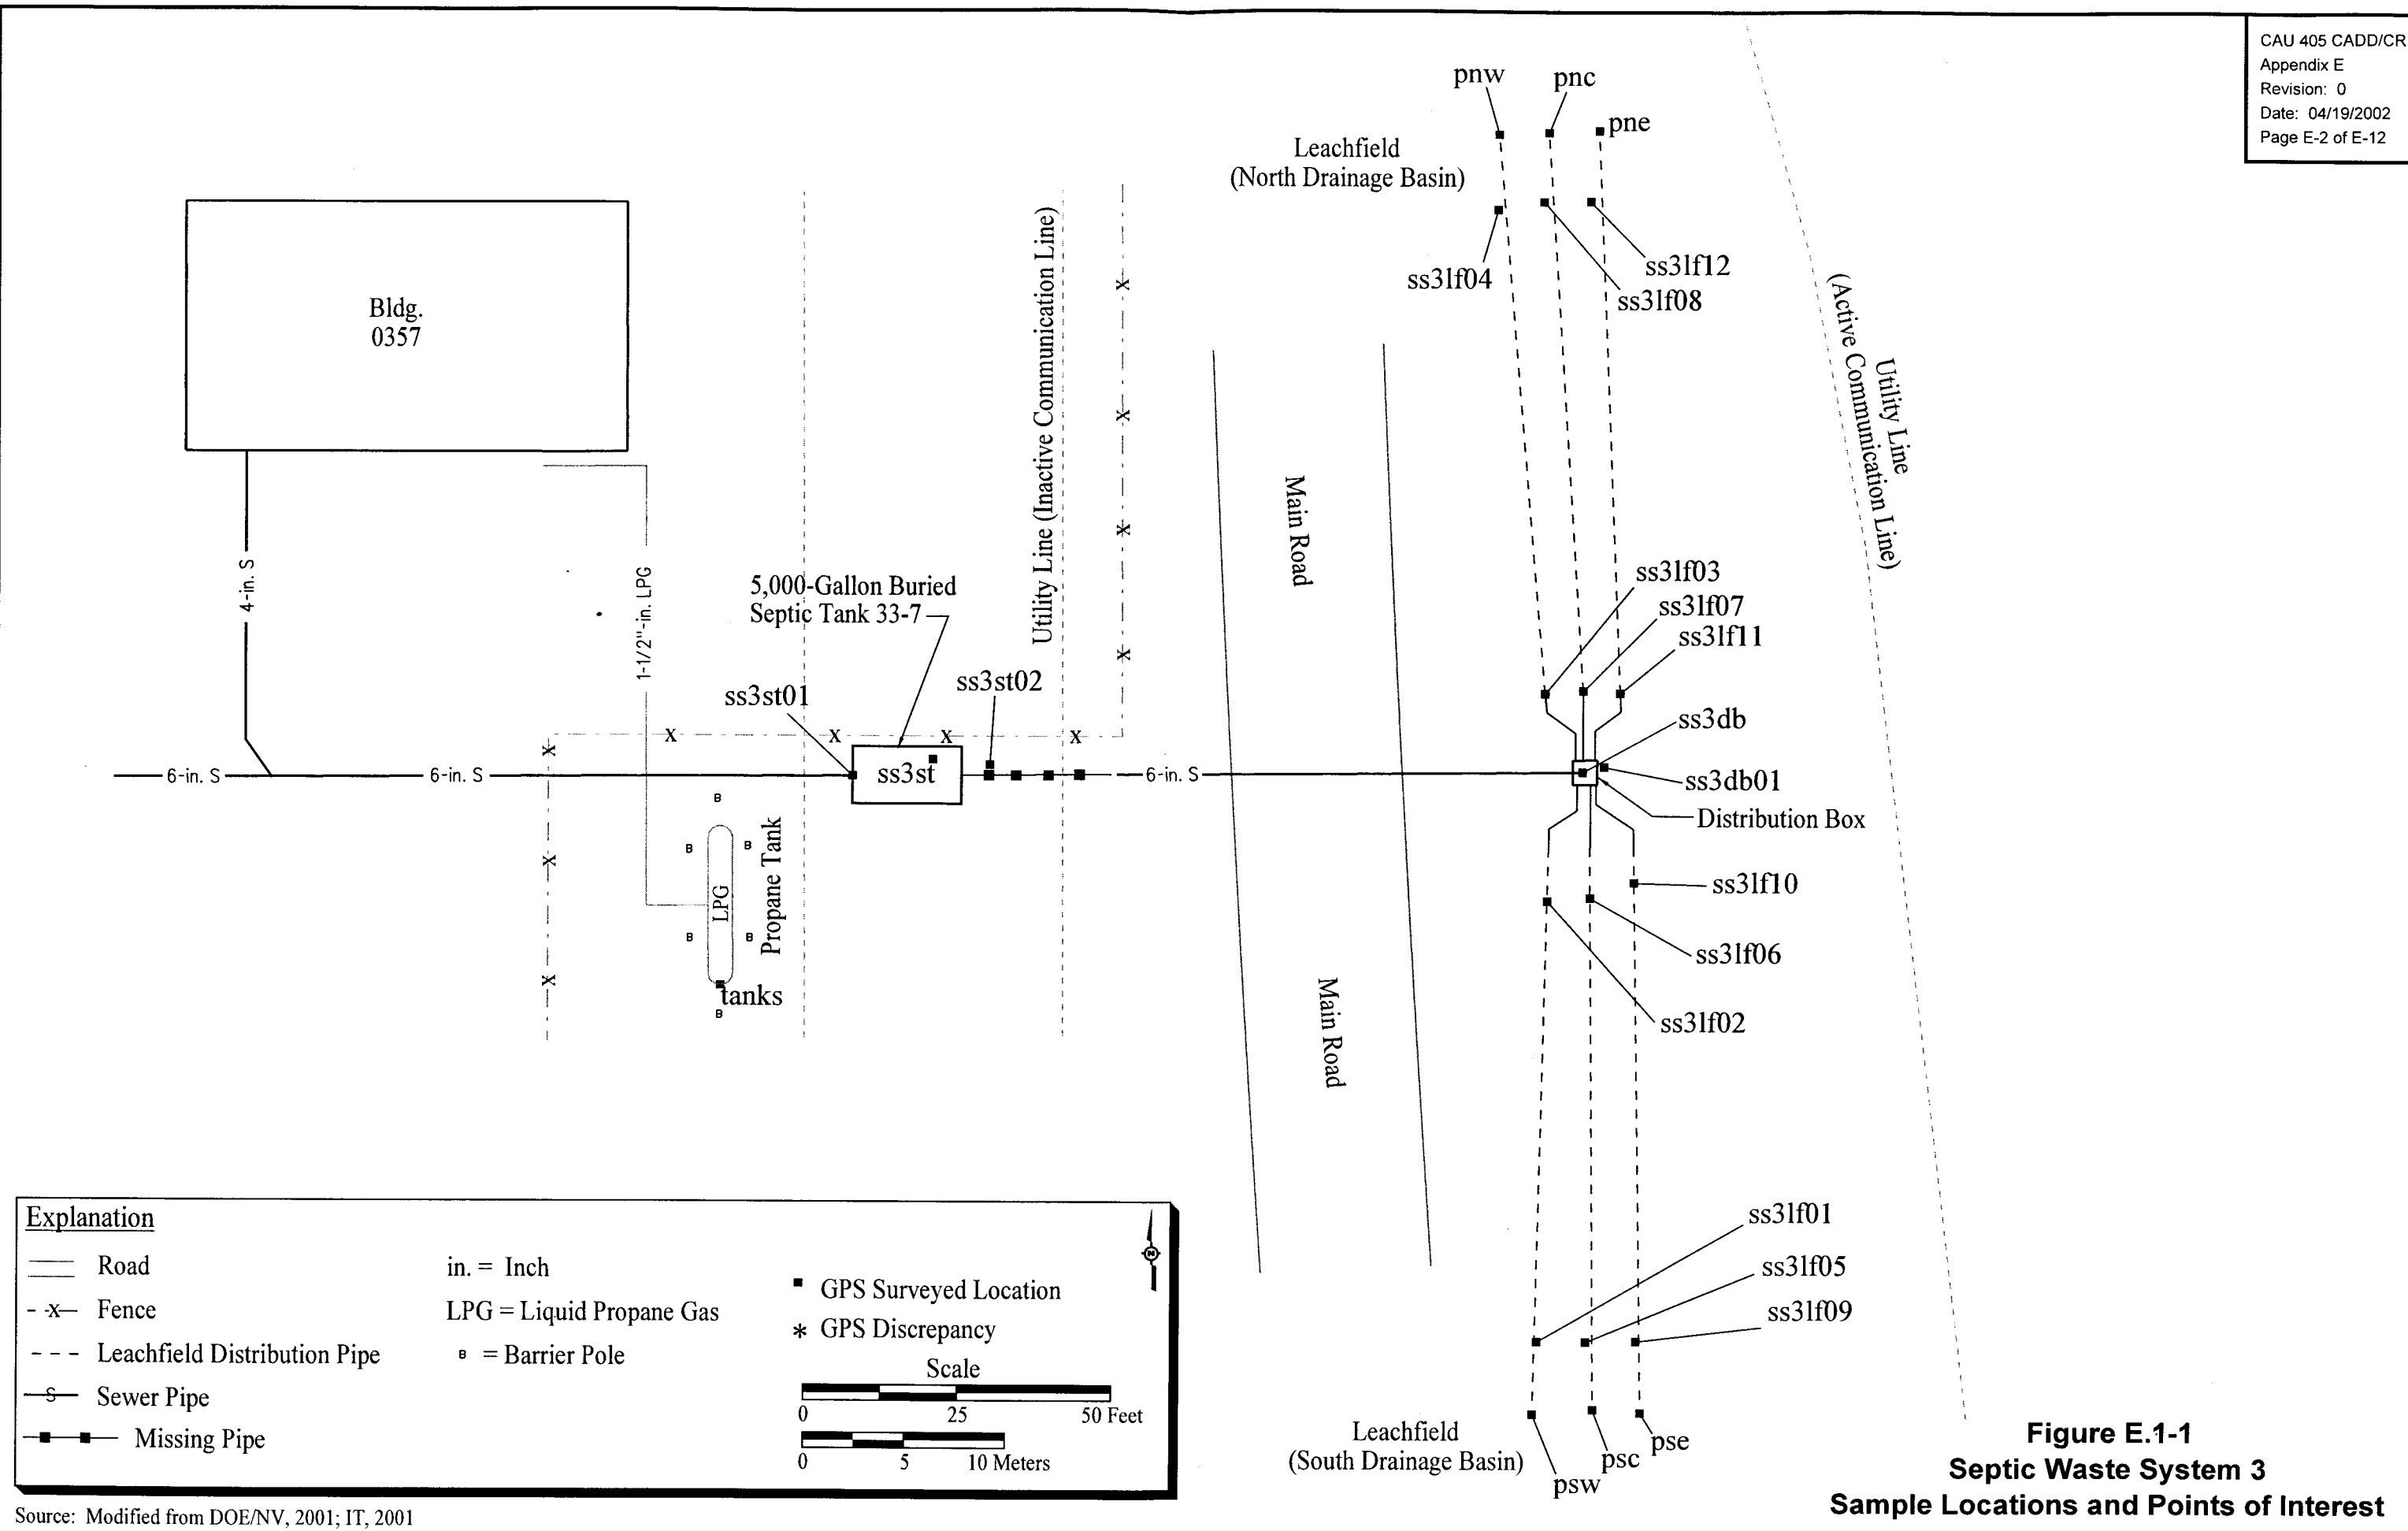 CAU 405 CADD/CR
Appendix E
Revision: 0
Date: 04/19/2002
Page E-2 of E-12
pnw
pnc
pne
Leachfield
(North Drainage Basin)
ss3lf04
ss3lf12
ss3lf08
Bldg.
0357
Utility Line (Inactive Communication Line)
Utility Line
(Active Communication Line)
Main Road
4-in. S
1-1/2"-in. LPG
5,000-Gallon Buried
Septic Tank 33-7
ss3lf03
ss3lf07
ss3lf11
ss3st01
ss3st02
ss3db
X
X
X
X
X
X
X
X
X
X
X
6-in. S
6-in. S
ss3st
6-in. S
ss3db01
Distribution Box
B
B
B
B
B
B
LPG
Propane Tank
tanks
ss3lf10
ss3lf06
ss3lf02
Main Road
ss3lf01
ss3lf05
ss3lf09
Leachfield
(South Drainage Basin)
psw
psc
pse
Explanation
Road
-x- Fence
Leachfield Distribution Pipe
S Sewer Pipe
Missing Pipe
in. = Inch
LPG = Liquid Propane Gas
B = Barrier Pole
GPS Surveyed Location
* GPS Discrepancy
Scale
0 25 50 Feet
0 5 10 Meters
N
Source: Modified from DOE/NV, 2001; IT, 2001
Figure E.1-1
Septic Waste System 3
Sample Locations and Points of Interest